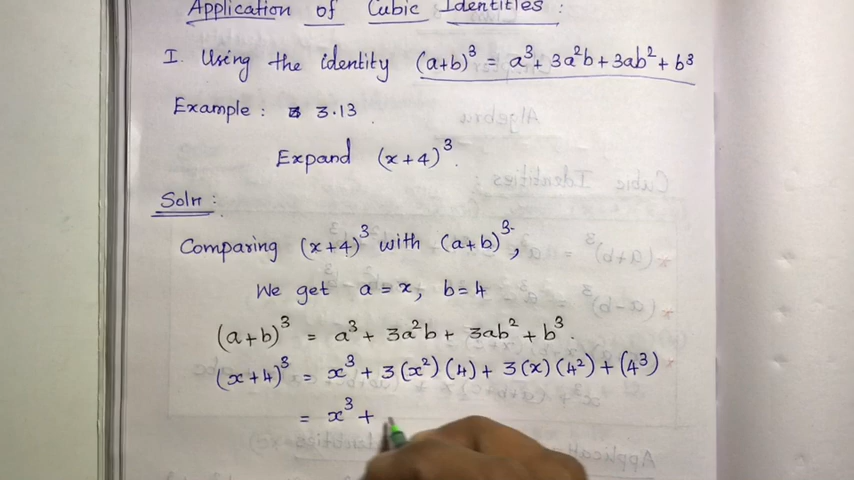 Application of Cubic Identities :
I. Using the identity (a+b)³ = a³ + 3a²b + 3ab² + b³
Example : 3.13
Expand (x+4)³.
Soln :
Comparing (x+4)³ with (a+b)³,
We get a = x, b = 4
(a+b)³ = a³ + 3a²b + 3ab² + b³.
(x+4)³ = x³ + 3(x²)(4) + 3(x)(4²) + (4³)
= x³ +